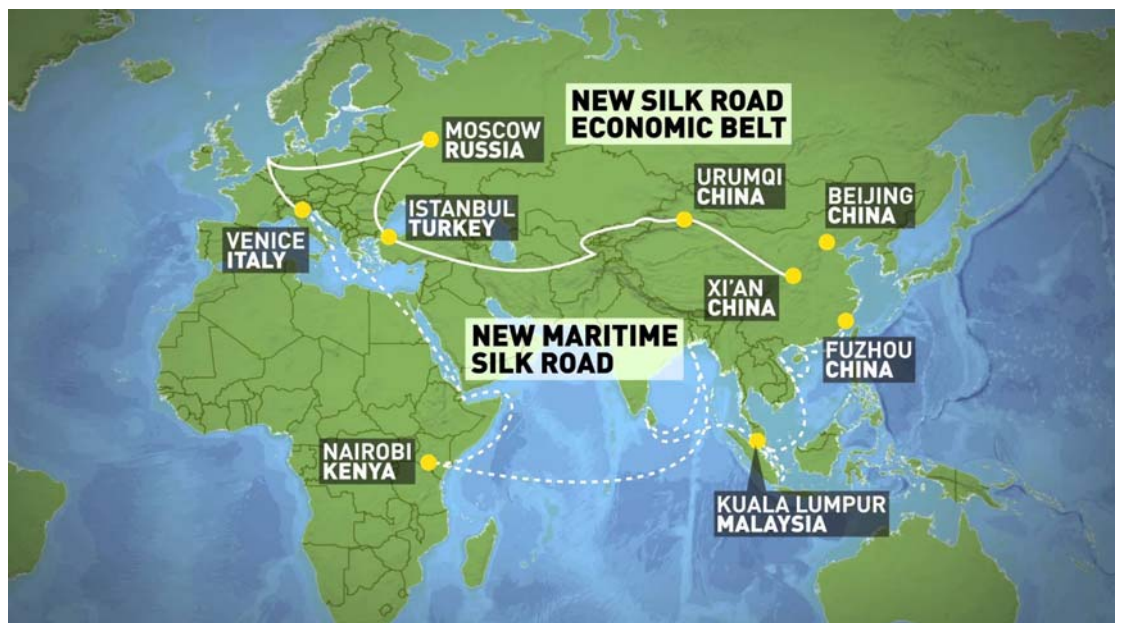 NEW SILK ROAD
ECONOMIC BELT
MOSCOW
RUSSIA
URUMQI
CHINA
BEIJING
CHINA
ISTANBUL
TURKEY
VENICE
ITALY
XI'AN
CHINA
NEW MARITIME
SILK ROAD
FUZHOU
CHINA
NAIROBI
KENYA
KUALA LUMPUR
MALAYSIA